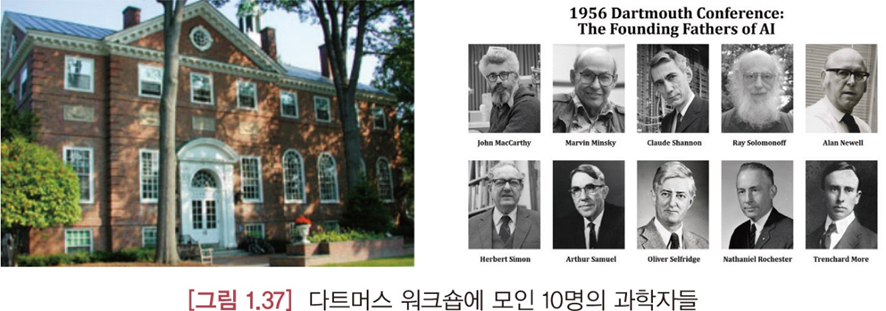 1956 Dartmouth Conference:
The Founding Fathers of AI
John MacCarthy
Marvin Minsky
Claude Shannon
Ray Solomonoff
Alan Newell
Herbert Simon
Arthur Samuel
Oliver Selfridge
Nathaniel Rochester
Trenchard More
[그림 1.37] 다트머스 워크숍에 모인 10명의 과학자들